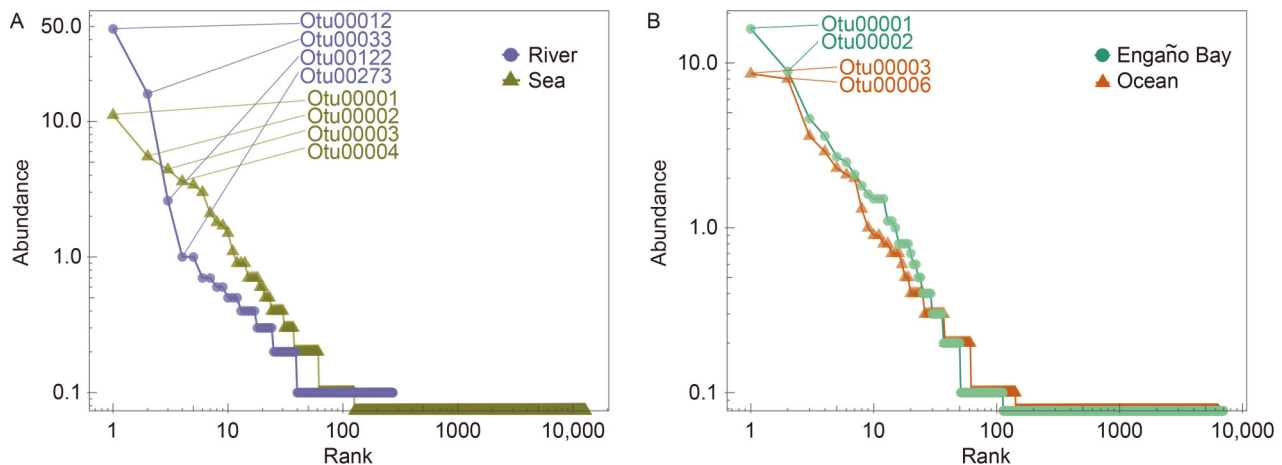 A
Abundance
50.0
10.0
1.0
0.1
Otu00012
Otu00033
Otu00122
Otu00273
Otu00001
Otu00002
Otu00003
Otu00004
River
Sea
1
10
100
1000
10,000
Rank
B
Abundance
10.0
1.0
0.1
Otu00001
Otu00002
Otu00003
Otu00006
Engaño Bay
Ocean
1
10
100
1000
10,000
Rank